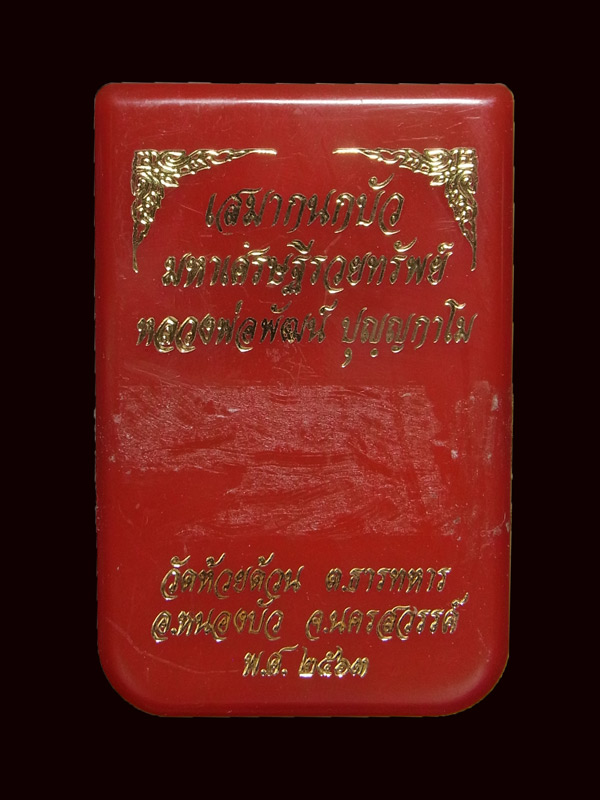 เสมากนกบัว
มหาเศรษฐีรวยทรัพย์
หลวงพ่อพัฒน์ ปุญญกาโม
วัดห้วยด้วน ต.ธารทหาร
อ.หนองบัว จ.นครสวรรค์
พ.ศ. ๒๕๖๓